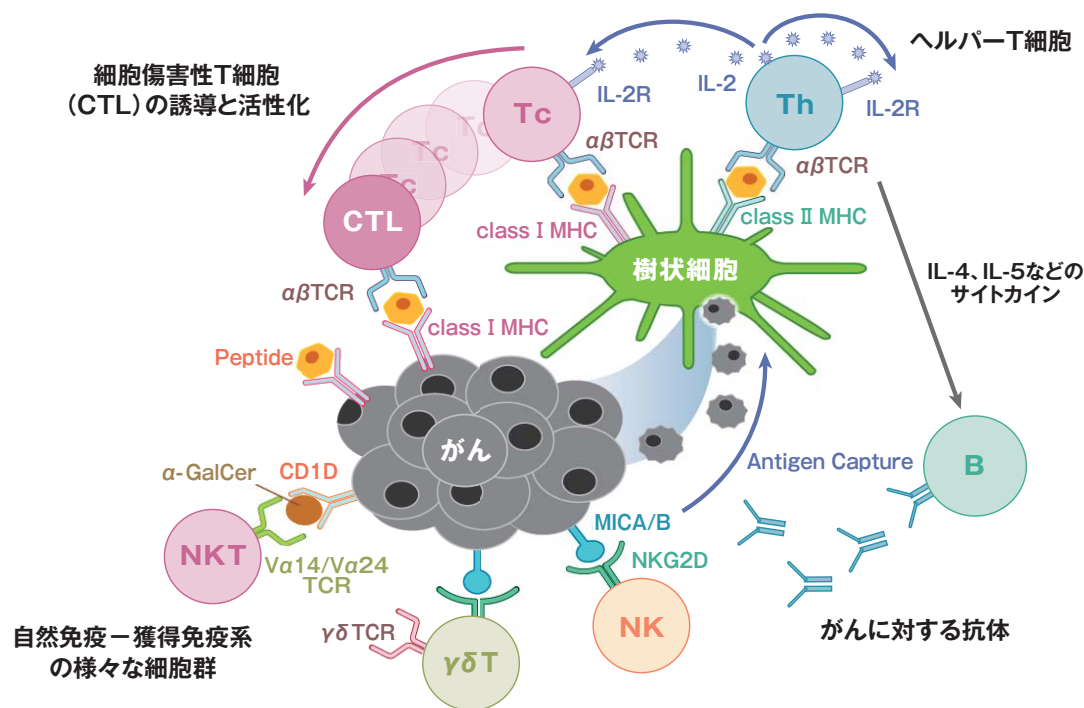 ヘルパーT細胞
細胞傷害性T細胞
（CTL）の誘導と活性化
Tc
Tc
Tc
Tc
IL-2R
IL-2
Th
IL-2R
αβTCR
αβTCR
CTL
class I MHC
class II MHC
樹状細胞
αβTCR
IL-4、IL-5などの
サイトカイン
class I MHC
Peptide
がん
α-GalCer
CD1D
Antigen Capture
B
MICA/B
NKT
Vα14/Vα24
TCR
NKG2D
γδTCR
NK
γδT
自然免疫－獲得免疫系
の様々な細胞群
がんに対する抗体